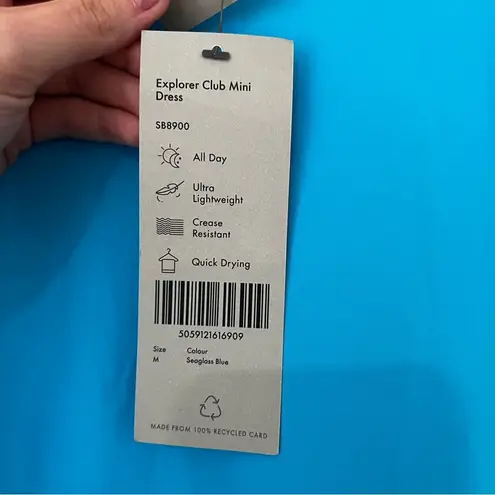 Explorer Club Mini
Dress
SB8900
All Day
Ultra
Lightweight
Crease
Resistant
Quick Drying
5059121616909
Size Colour
M Seagloss Blue
MADE FROM 100% RECYCLED CARD